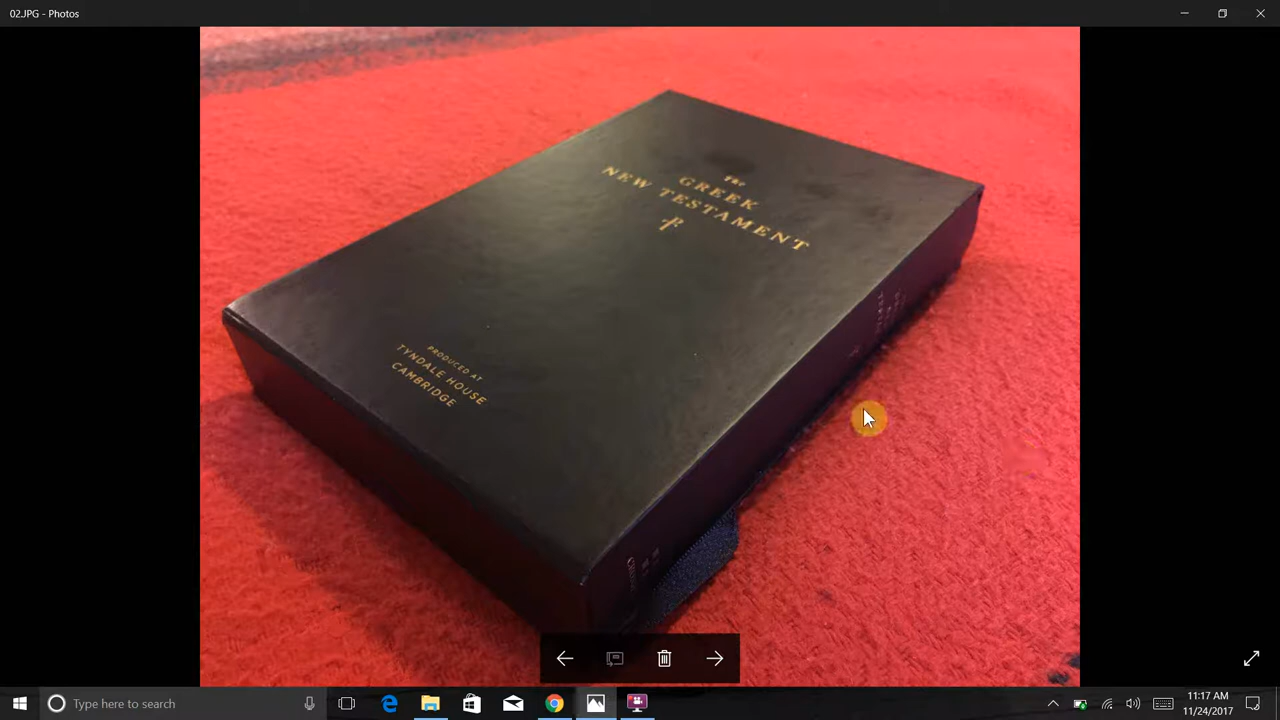 02.JPG - Photos
The
GREEK
NEW TESTAMENT
PRODUCED AT
TYNDALE HOUSE
CAMBRIDGE
Type here to search
11:17 AM
11/24/2017